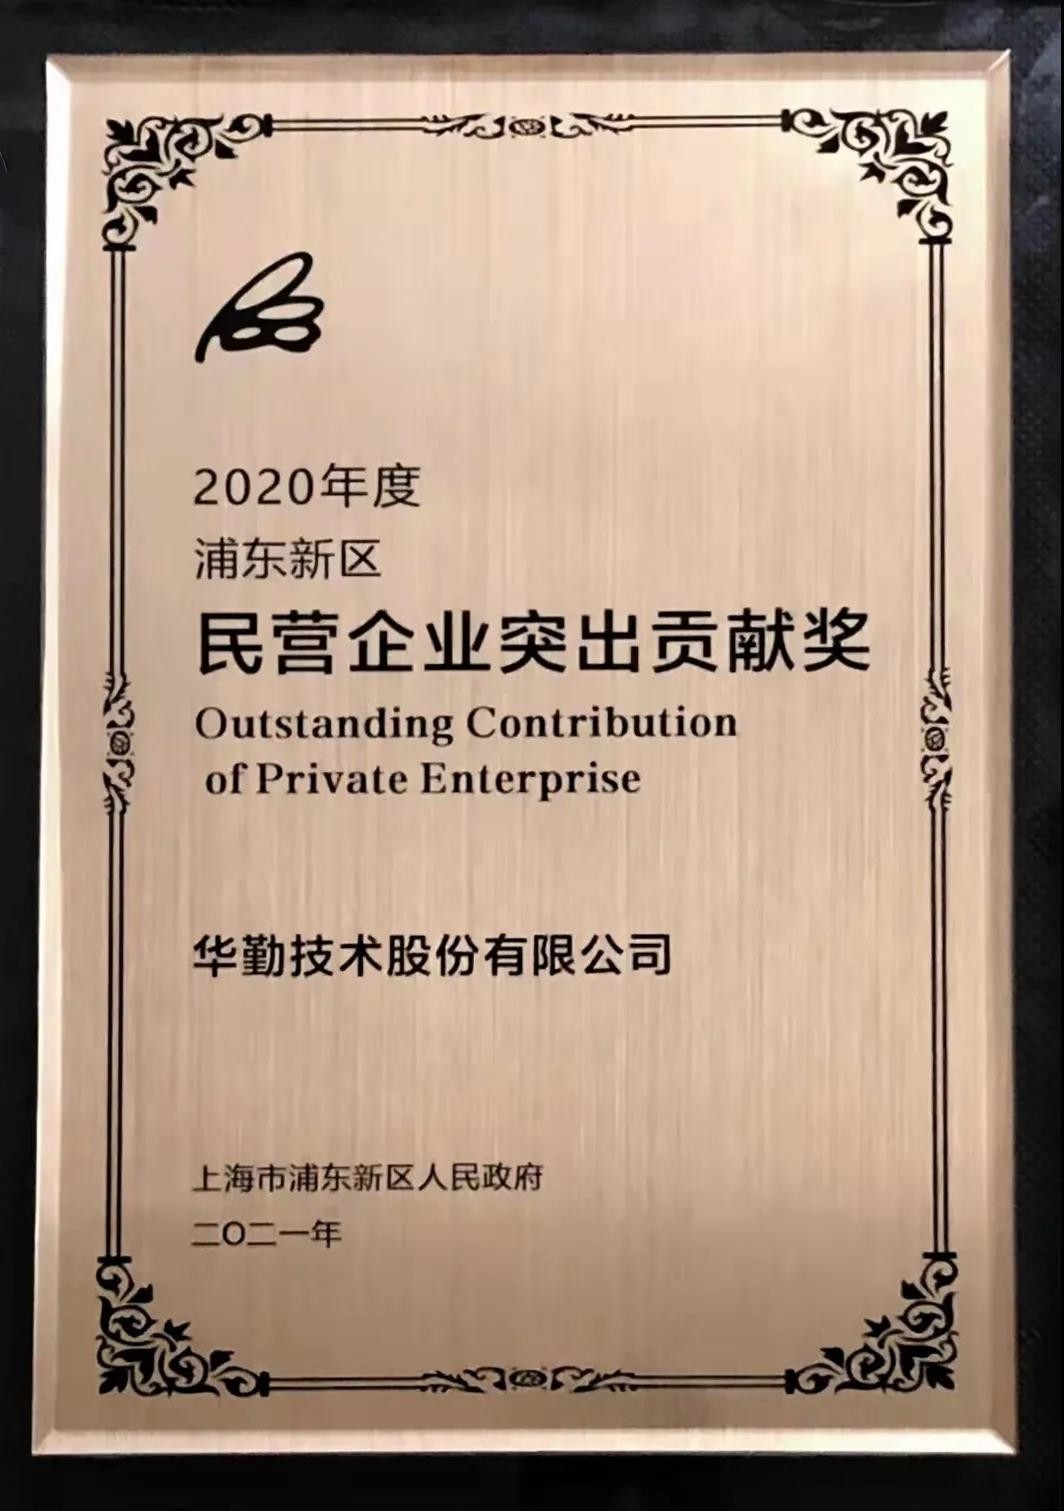 2020年度
浦东新区
民营企业突出贡献奖
Outstanding Contribution
of Private Enterprise
华勤技术股份有限公司
上海市浦东新区人民政府
二〇二一年